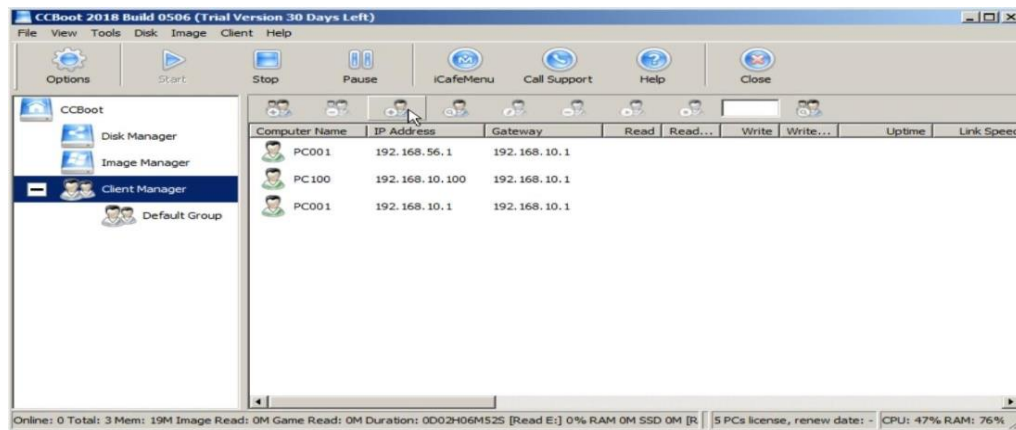 CCBoot 2018 Build 0506 (Trial Version 30 Days Left)
File View Tools Disk Image Client Help
Options Start Stop Pause iCafeMenu Call Support Help Close
CCBoot
Disk Manager
Image Manager
Client Manager
Default Group
Computer Name IP Address Gateway Read Read... Write Write... Uptime Link Speed
PC001 192.168.56.1 192.168.10.1
PC100 192.168.10.100 192.168.10.1
PC001 192.168.10.1 192.168.10.1
Online: 0 Total: 3 Mem: 19M Image Read: 0M Game Read: 0M Duration: 0D02H06M52S [Read E:] 0% RAM 0M SSD 0M [R 5 PCs license, renew date: - CPU: 47% RAM: 76%